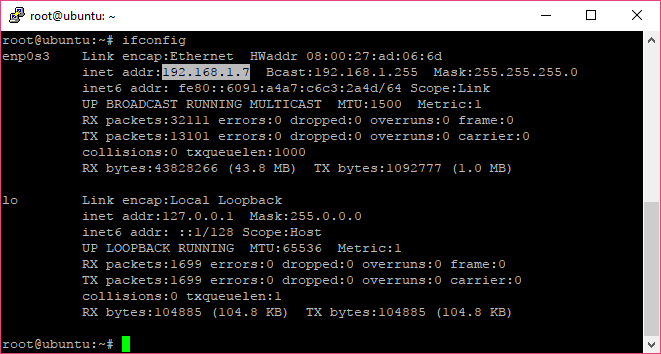 root@ubuntu: ~
root@ubuntu:~# ifconfig
enp0s3    Link encap:Ethernet  HWaddr 08:00:27:ad:06:6d
          inet addr:192.168.1.7  Bcast:192.168.1.255  Mask:255.255.255.0
          inet6 addr: fe80::6091:a4a7:c6c3:2a4d/64 Scope:Link
          UP BROADCAST RUNNING MULTICAST  MTU:1500  Metric:1
          RX packets:32111 errors:0 dropped:0 overruns:0 frame:0
          TX packets:13101 errors:0 dropped:0 overruns:0 carrier:0
          collisions:0 txqueuelen:1000
          RX bytes:43828266 (43.8 MB)  TX bytes:1092777 (1.0 MB)
lo        Link encap:Local Loopback
          inet addr:127.0.0.1  Mask:255.0.0.0
          inet6 addr: ::1/128 Scope:Host
          UP LOOPBACK RUNNING  MTU:65536  Metric:1
          RX packets:1699 errors:0 dropped:0 overruns:0 frame:0
          TX packets:1699 errors:0 dropped:0 overruns:0 carrier:0
          collisions:0 txqueuelen:1
          RX bytes:104885 (104.8 KB)  TX bytes:104885 (104.8 KB)
root@ubuntu:~#